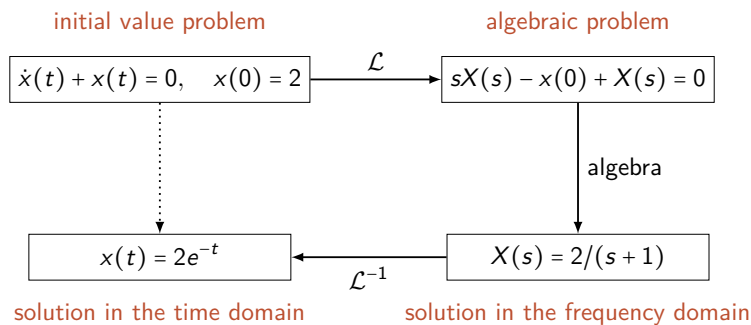 initial value problem
algebraic problem
ẋ(t) + x(t) = 0,   x(0) = 2
ℒ
sX(s) − x(0) + X(s) = 0
algebra
x(t) = 2e⁻ᵗ
ℒ⁻¹
X(s) = 2/(s + 1)
solution in the time domain
solution in the frequency domain